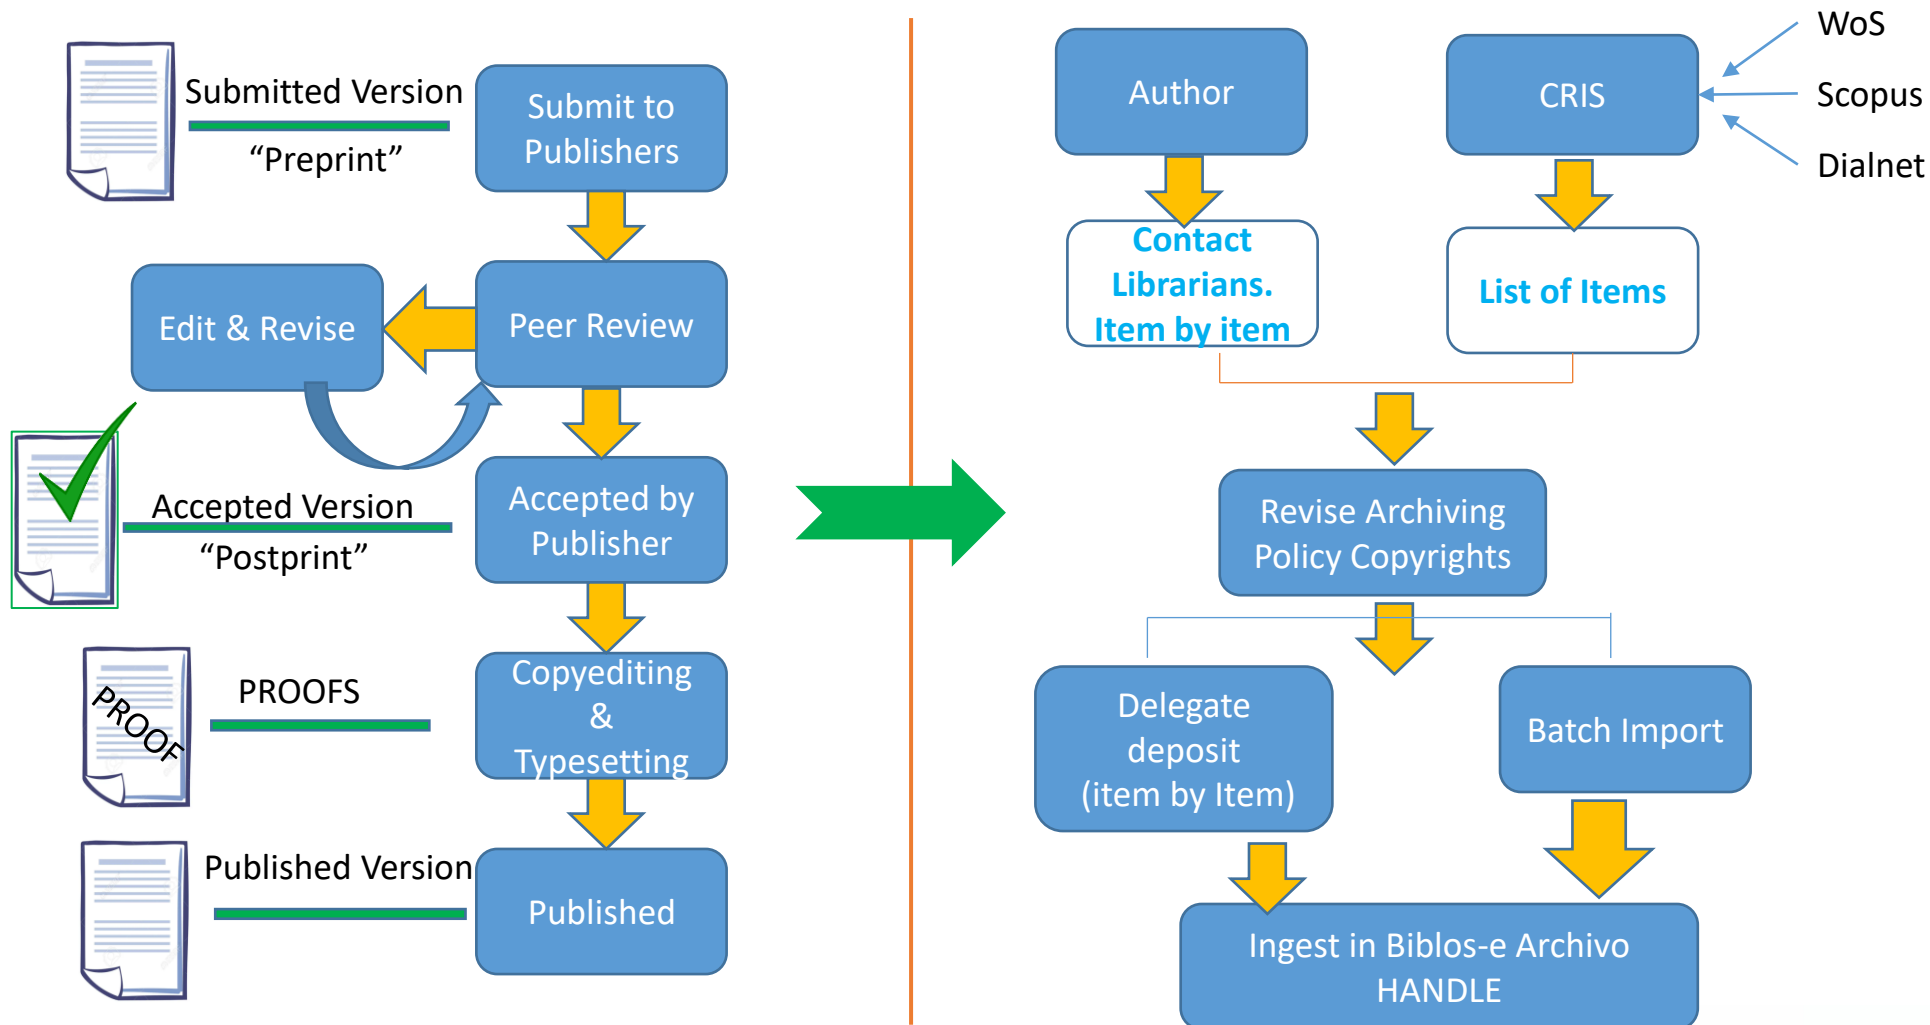 Submitted Version
“Preprint”
Submit to
Publishers
Edit & Revise
Peer Review
Accepted Version
“Postprint”
Accepted by
Publisher
PROOF
PROOFS
Copyediting
&
Typesetting
Published Version
Published
Author
CRIS
WoS
Scopus
Dialnet
Contact
Librarians.
Item by item
List of Items
Revise Archiving
Policy Copyrights
Delegate
deposit
(item by Item)
Batch Import
Ingest in Biblos-e Archivo
HANDLE